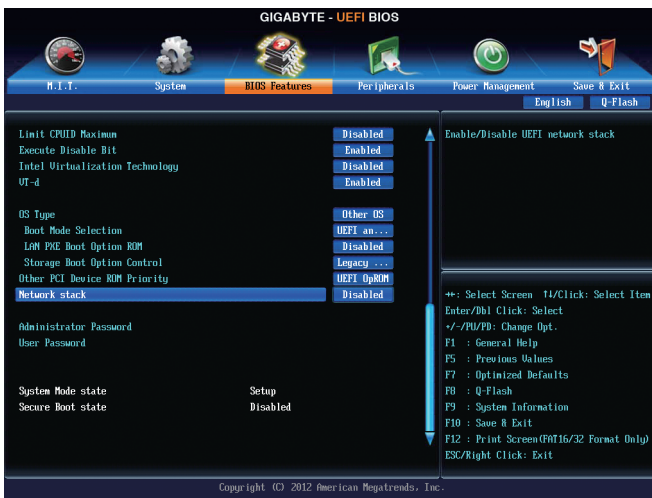 GIGABYTE - UEFI BIOS
M.I.T. System BIOS Features Peripherals Power Management Save & Exit
English Q-Flash
Limit CPUID Maximum Disabled
Execute Disable Bit Enabled
Intel Virtualization Technology Disabled
VT-d Enabled
OS Type Other OS
Boot Mode Selection UEFI an...
LAN PXE Boot Option ROM Disabled
Storage Boot Option Control Legacy ...
Other PCI Device ROM Priority UEFI OpROM
Network stack Disabled
Administrator Password
User Password
System Mode state Setup
Secure Boot state Disabled
Enable/Disable UEFI network stack
→←: Select Screen ↑↓/Click: Select Item
Enter/Dbl Click: Select
+/-/PU/PD: Change Opt.
F1 : General Help
F5 : Previous Values
F7 : Optimized Defaults
F8 : Q-Flash
F9 : System Information
F10 : Save & Exit
F12 : Print Screen(FAT16/32 Format Only)
ESC/Right Click: Exit
Copyright (C) 2012 American Megatrends, Inc.